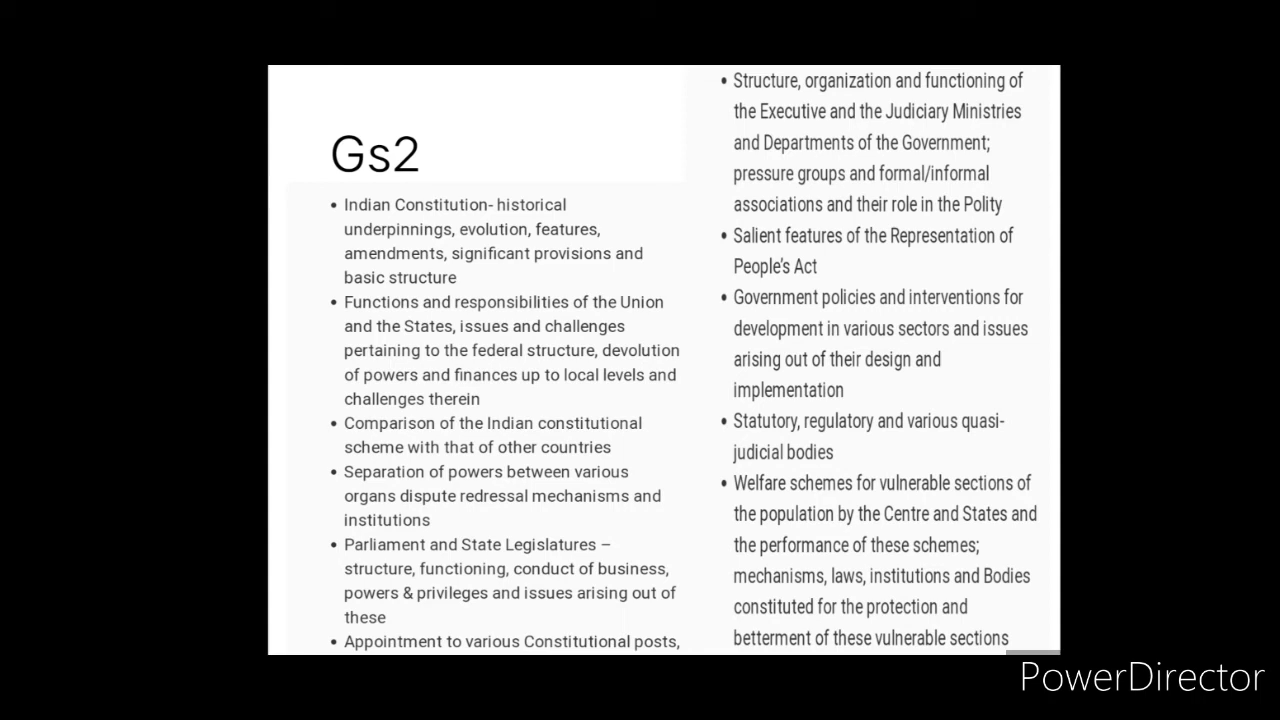 Gs2
• Indian Constitution- historical
underpinnings, evolution, features,
amendments, significant provisions and
basic structure
• Functions and responsibilities of the Union
and the States, issues and challenges
pertaining to the federal structure, devolution
of powers and finances up to local levels and
challenges therein
• Comparison of the Indian constitutional
scheme with that of other countries
• Separation of powers between various
organs dispute redressal mechanisms and
institutions
• Parliament and State Legislatures –
structure, functioning, conduct of business,
powers & privileges and issues arising out of
these
• Appointment to various Constitutional posts,
• Structure, organization and functioning of
the Executive and the Judiciary Ministries
and Departments of the Government;
pressure groups and formal/informal
associations and their role in the Polity
• Salient features of the Representation of
People's Act
• Government policies and interventions for
development in various sectors and issues
arising out of their design and
implementation
• Statutory, regulatory and various quasi-
judicial bodies
• Welfare schemes for vulnerable sections of
the population by the Centre and States and
the performance of these schemes;
mechanisms, laws, institutions and Bodies
constituted for the protection and
betterment of these vulnerable sections
PowerDirector